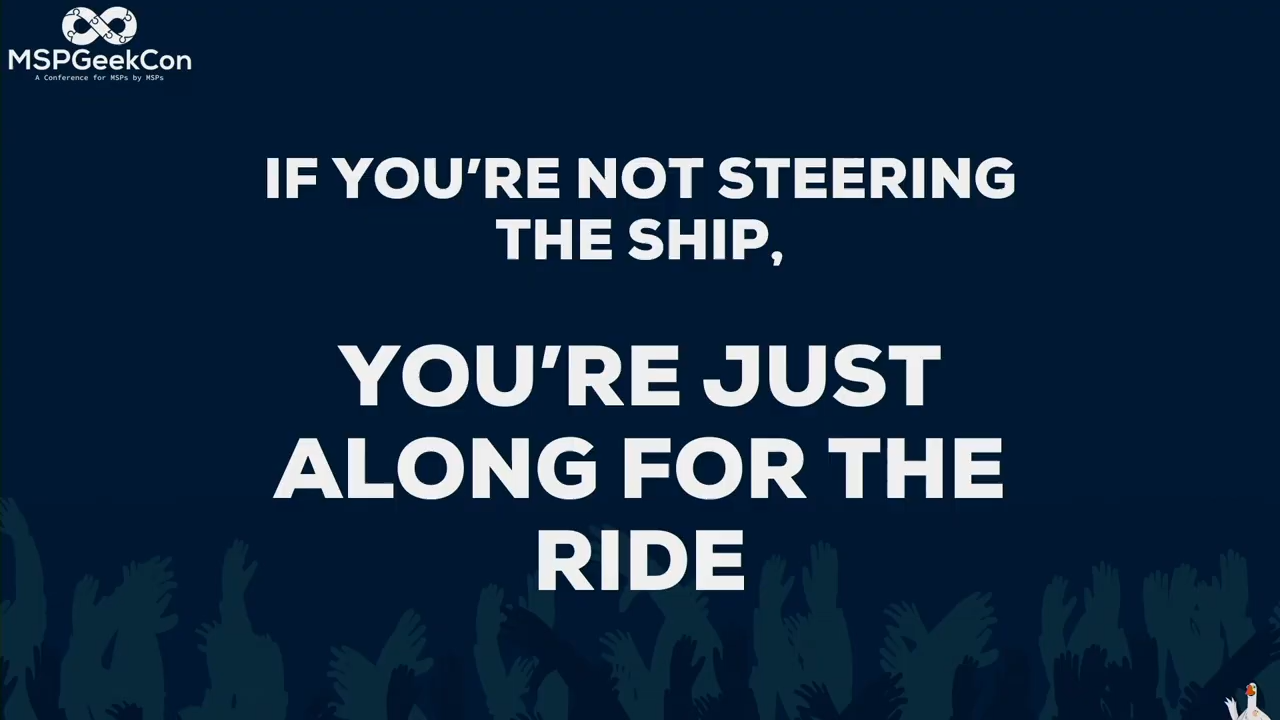 MSPGeekCon
A Conference for MSPs by MSPs
IF YOU'RE NOT STEERING
THE SHIP,
YOU'RE JUST
ALONG FOR THE
RIDE